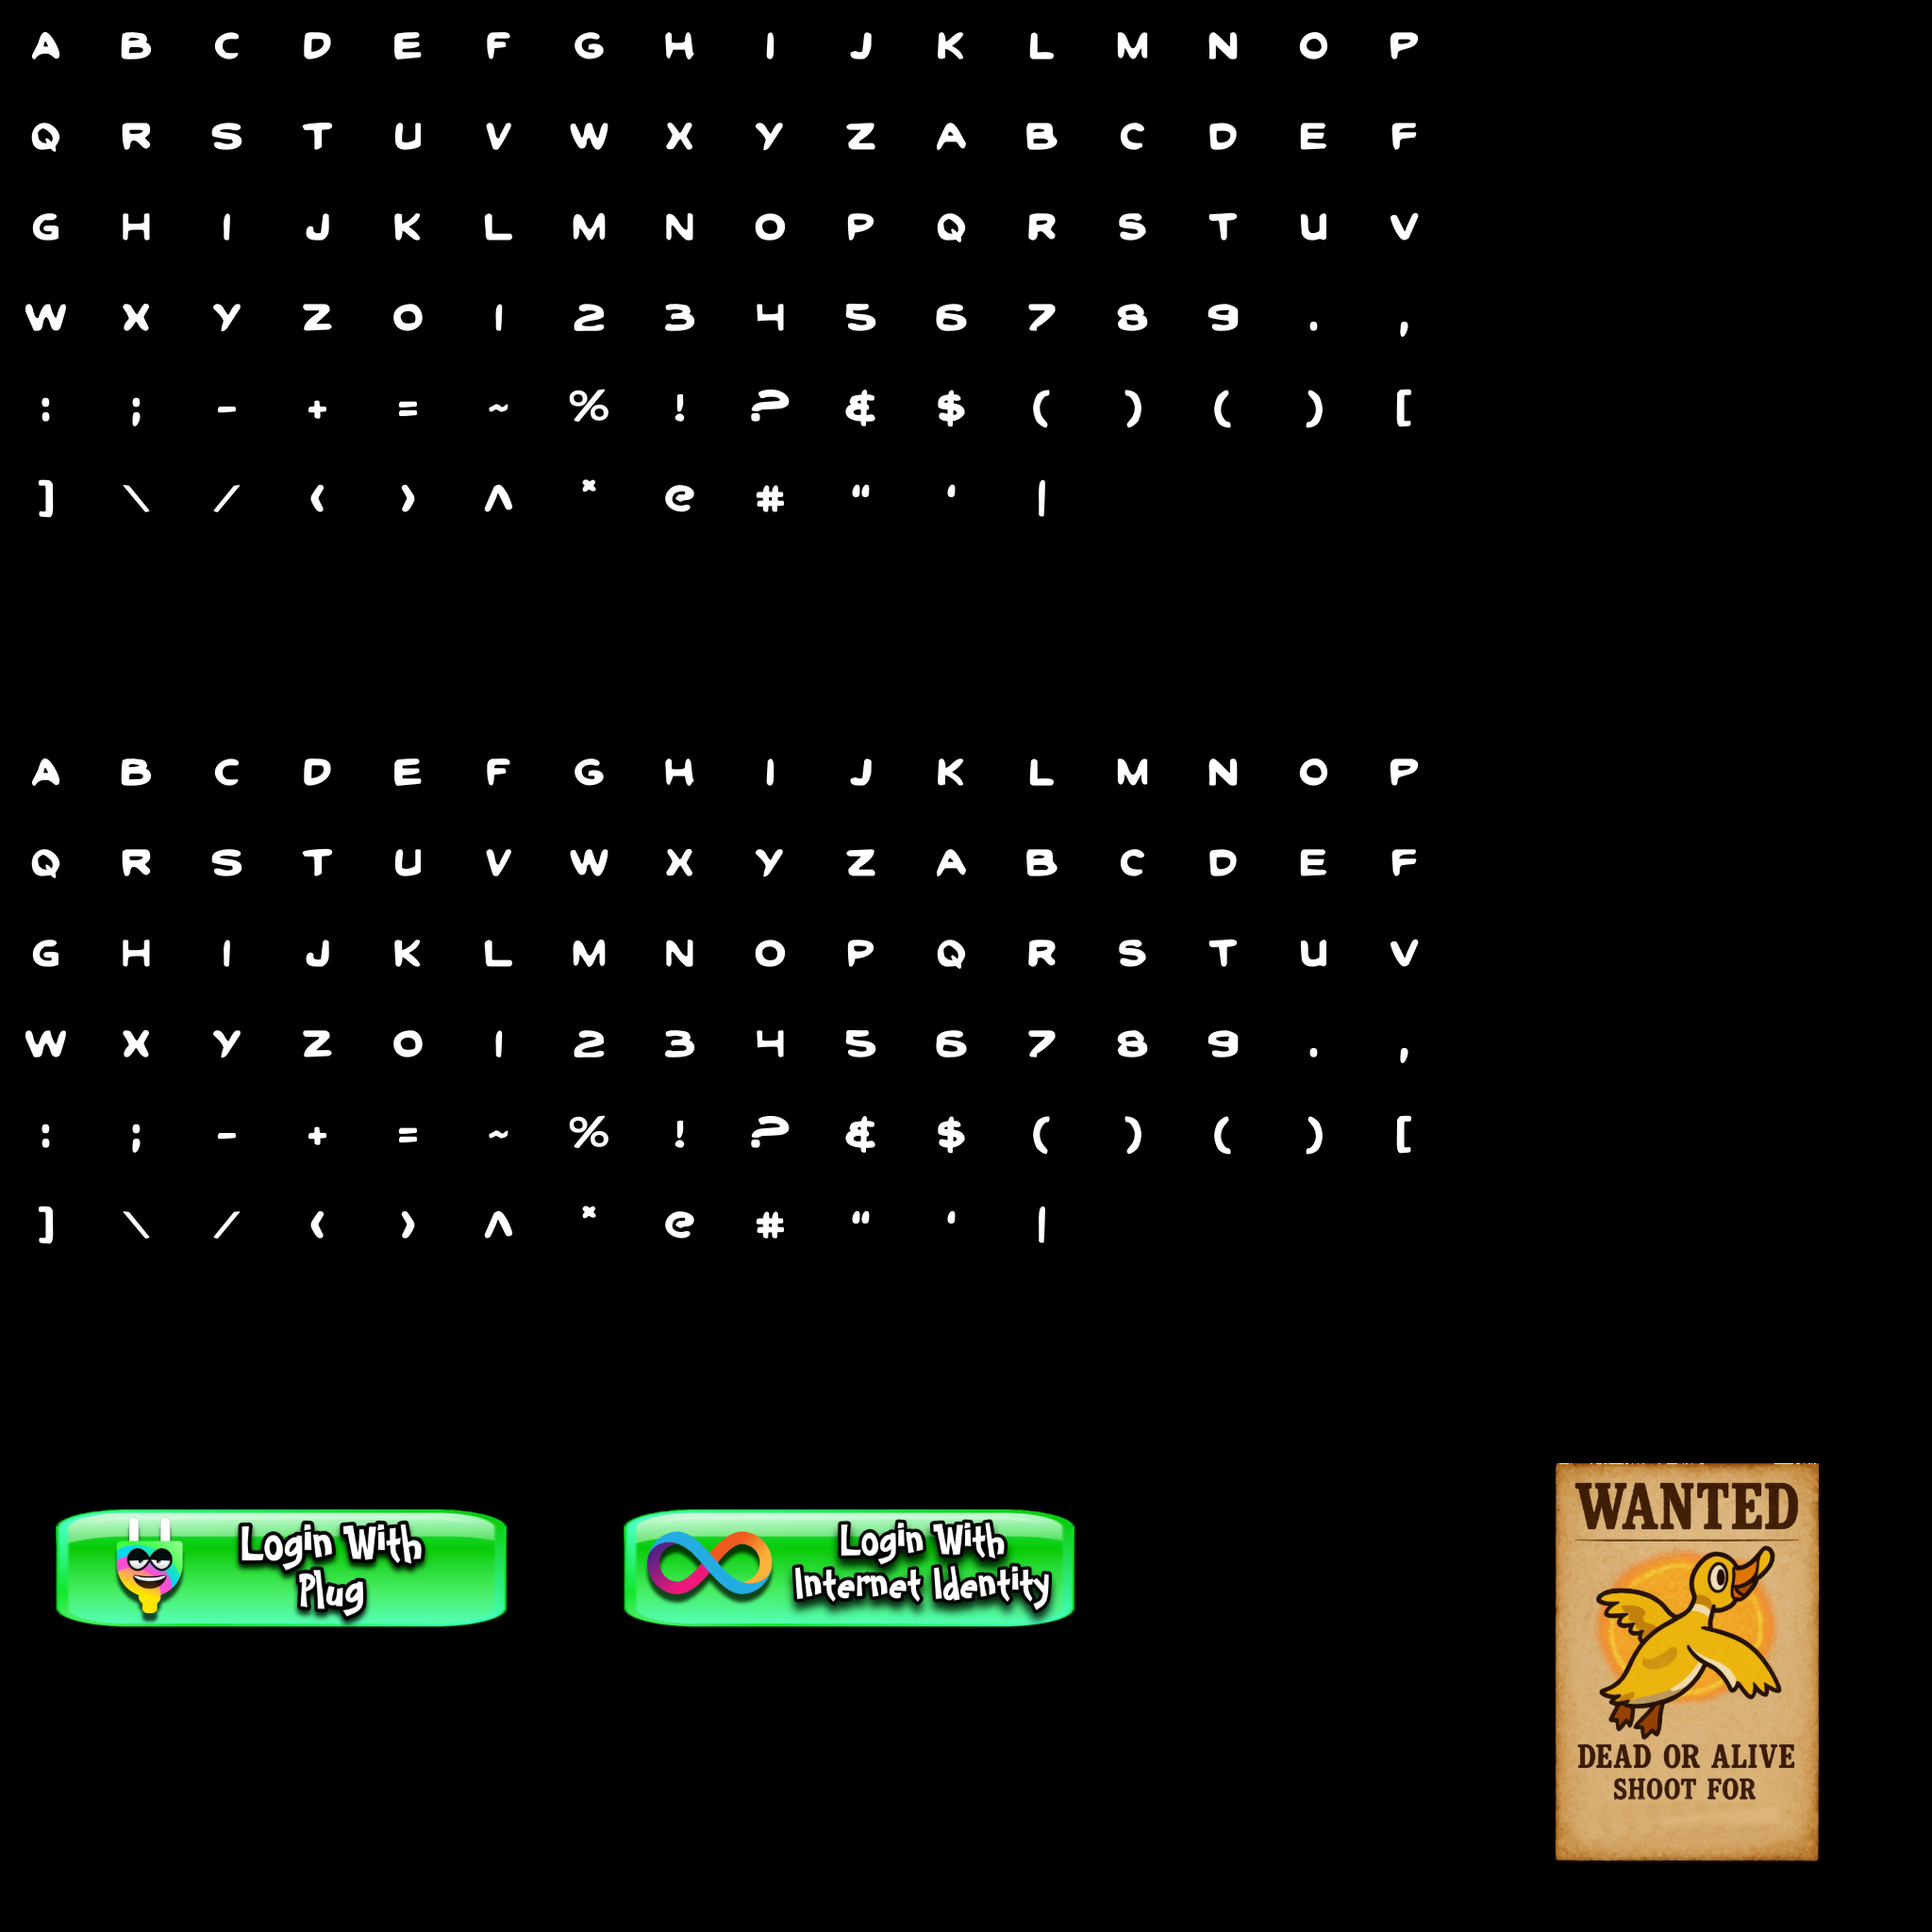 A B C D E F G H I J K L M N O P
Q R S T U V W X Y Z A B C D E F
G H I J K L M N O P Q R S T U V
W X Y Z 0 1 2 3 4 5 6 7 8 9 . ,
: ; - + = ~ % ! ? & $ ( ) ( ) [
] \ / ‹ › ^ * @ # " ' |
A B C D E F G H I J K L M N O P
Q R S T U V W X Y Z A B C D E F
G H I J K L M N O P Q R S T U V
W X Y Z 0 1 2 3 4 5 6 7 8 9 . ,
: ; - + = ~ % ! ? & $ ( ) ( ) [
] \ / ‹ › ^ * @ # " ' |
Login With
Plug
Login With
Internet Identity
WANTED
DEAD OR ALIVE
SHOOT FOR